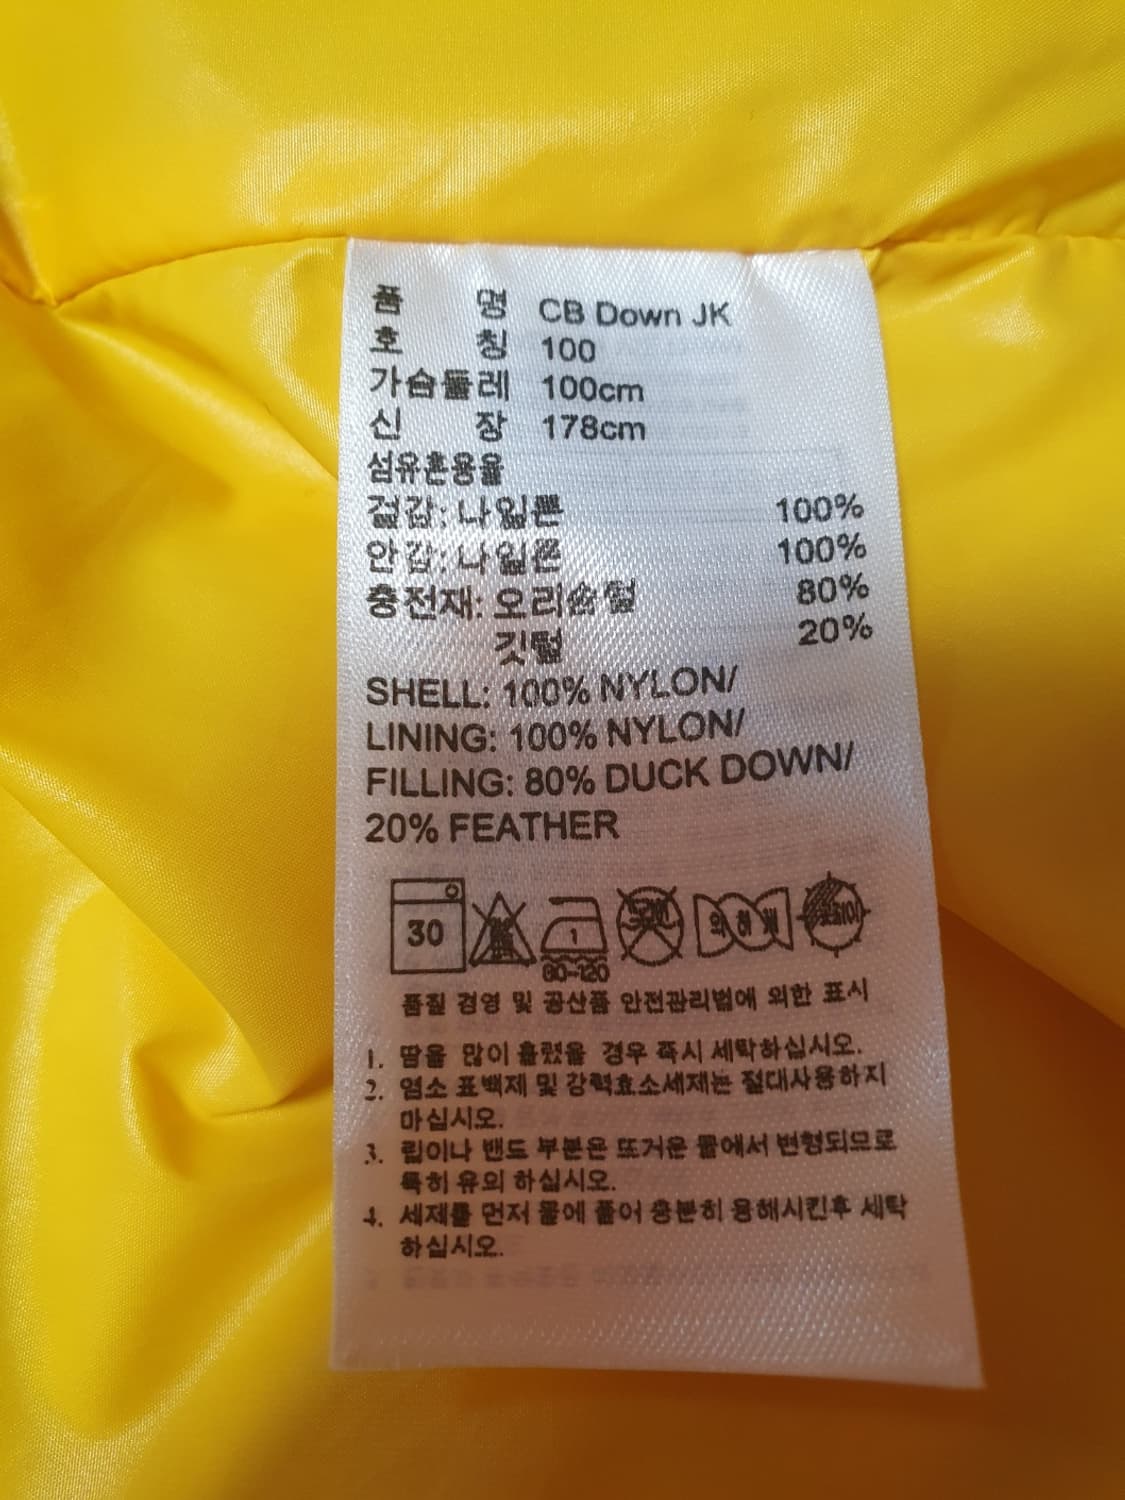 품 명 CB Down JK
호 칭 100
가슴둘레 100cm
신 장 178cm
섬유혼용율
겉감: 나일론 100%
안감: 나일론 100%
충전재: 오리솜털 80%
깃털 20%
SHELL: 100% NYLON/
LINING: 100% NYLON/
FILLING: 80% DUCK DOWN/
20% FEATHER
30 1 80-120
품질 경영 및 공산품 안전관리법에 의한 표시
1. 땀을 많이 흘렸을 경우 즉시 세탁하십시오.
2. 염소 표백제 및 강력효소세제는 절대사용하지
마십시오.
3. 립이나 밴드 부분은 뜨거운 물에서 변형되므로
특히 유의 하십시오.
4. 세제를 먼저 물에 풀어 충분히 용해시킨후 세탁
하십시오.